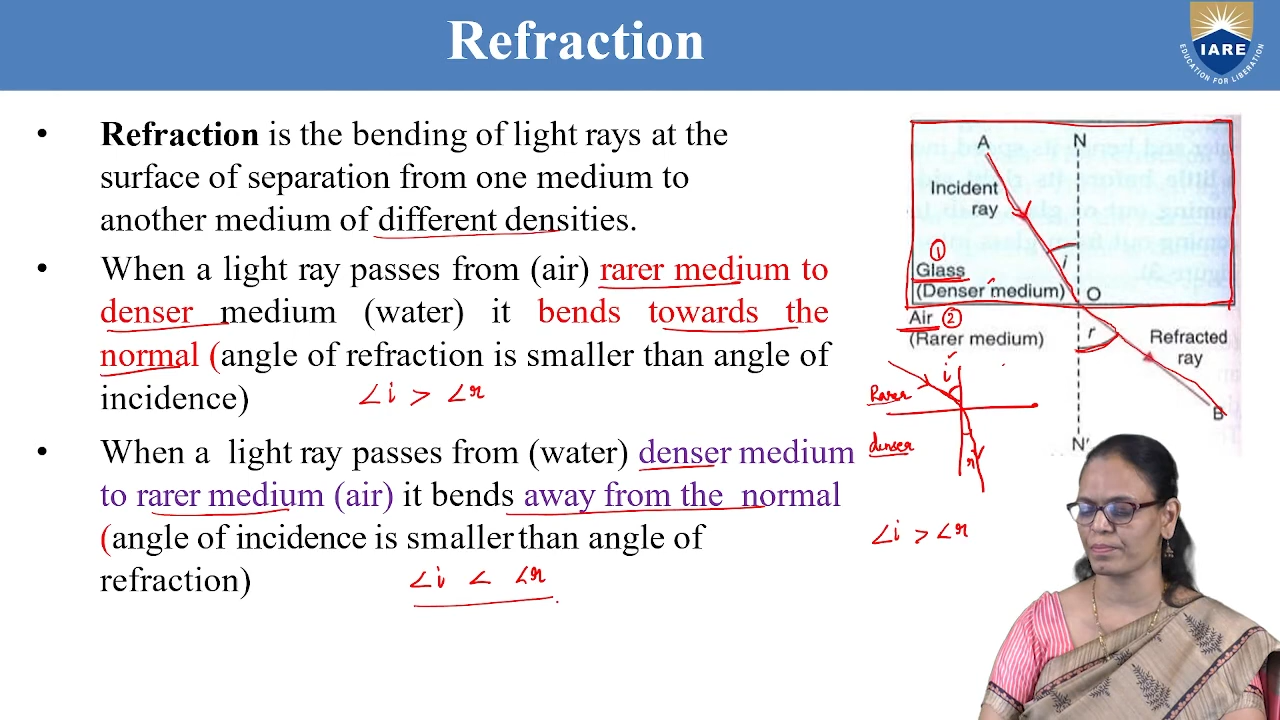 Refraction
IARE
EDUCATION FOR LIBERATION
• Refraction is the bending of light rays at the
surface of separation from one medium to
another medium of different densities.
• When a light ray passes from (air) rarer medium to
denser medium (water) it bends towards the
normal (angle of refraction is smaller than angle of
incidence)
∠i > ∠r
• When a light ray passes from (water) denser medium
to rarer medium (air) it bends away from the normal
(angle of incidence is smaller than angle of
refraction)
∠i < ∠r
A
N
Incident
ray
①
i
Glass
(Denser medium)
O
Air ②
(Rarer medium)
r
Refracted
ray
B
N'
i
Rarer
denser
r
∠i > ∠r